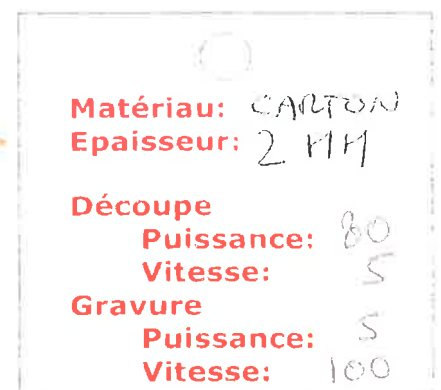 Matériau: CARTON
Epaisseur: 2 MM
Découpe
Puissance: 80
Vitesse: 5
Gravure
Puissance: 5
Vitesse: 100